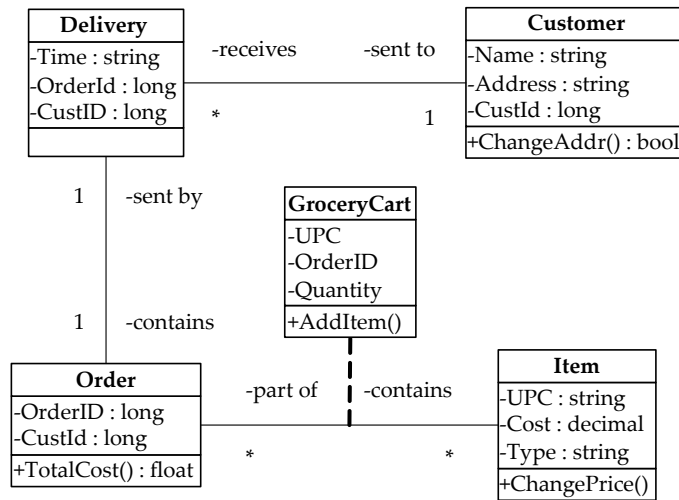 Delivery
-Time : string
-OrderId : long
-CustID : long
-receives
-sent to
*
1
Customer
-Name : string
-Address : string
-CustId : long
+ChangeAddr() : bool
1
-sent by
1
-contains
GroceryCart
-UPC
-OrderID
-Quantity
+AddItem()
Order
-OrderID : long
-CustId : long
+TotalCost() : float
-part of
-contains
*
*
Item
-UPC : string
-Cost : decimal
-Type : string
+ChangePrice()